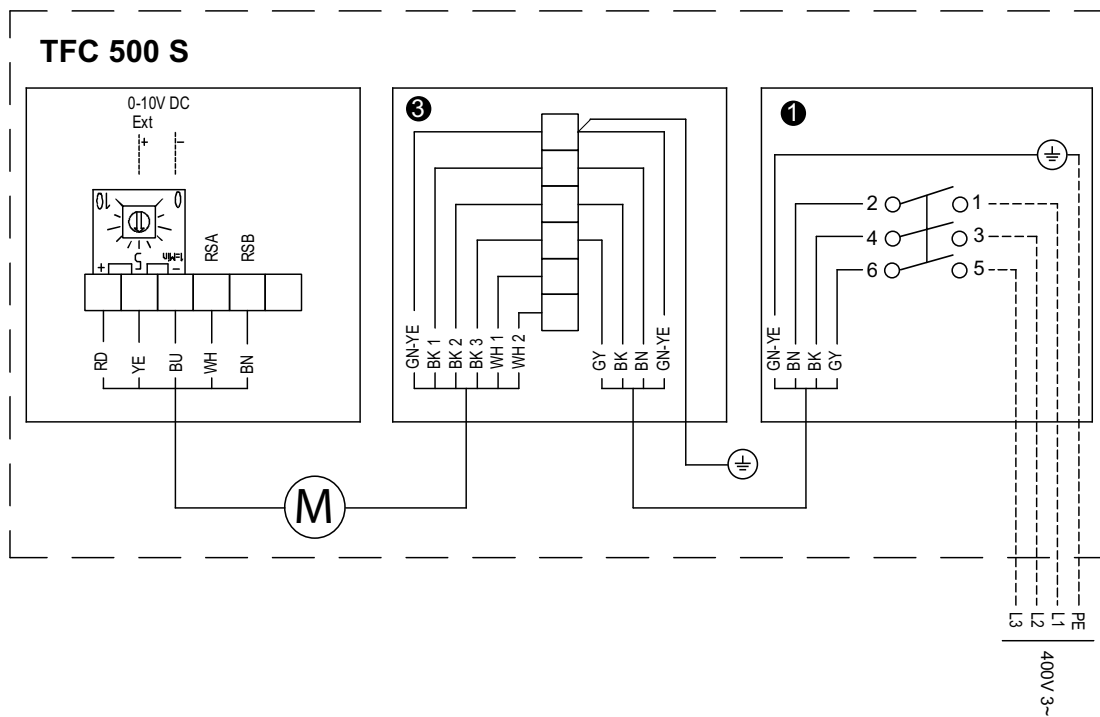 TFC 500 S
0-10V DC
Ext
+ -
10 0
5
1=Min
+ -
RSA
RSB
RD
YE
BU
WH
BN
M
3
GN-YE
BK 1
BK 2
BK 3
WH 1
WH 2
GY
BK
BN
GN-YE
1
2 1
4 3
6 5
GN-YE
BN
BK
GY
L3
L2
L1
PE
400V 3~